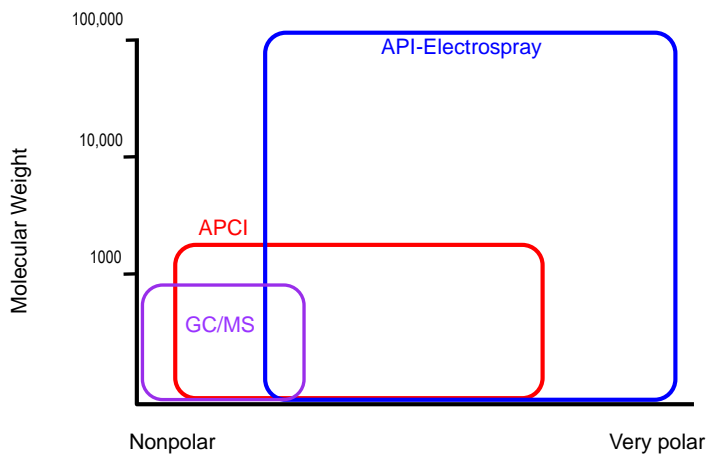 100,000
API-Electrospray
10,000
Molecular Weight
APCI
1000
GC/MS
Nonpolar
Very polar